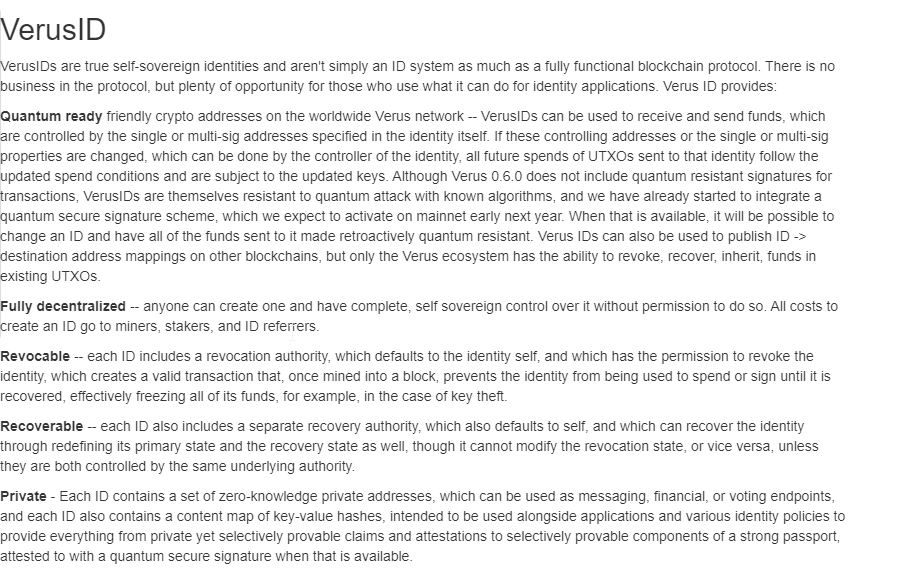 VerusID
VerusIDs are true self-sovereign identities and aren't simply an ID system as much as a fully functional blockchain protocol. There is no
business in the protocol, but plenty of opportunity for those who use what it can do for identity applications. Verus ID provides:
Quantum ready friendly crypto addresses on the worldwide Verus network -- VerusIDs can be used to receive and send funds, which
are controlled by the single or multi-sig addresses specified in the identity itself. If these controlling addresses or the single or multi-sig
properties are changed, which can be done by the controller of the identity, all future spends of UTXOs sent to that identity follow the
updated spend conditions and are subject to the updated keys. Although Verus 0.6.0 does not include quantum resistant signatures for
transactions, VerusIDs are themselves resistant to quantum attack with known algorithms, and we have already started to integrate a
quantum secure signature scheme, which we expect to activate on mainnet early next year. When that is available, it will be possible to
change an ID and have all of the funds sent to it made retroactively quantum resistant. Verus IDs can also be used to publish ID ->
destination address mappings on other blockchains, but only the Verus ecosystem has the ability to revoke, recover, inherit, funds in
existing UTXOs.
Fully decentralized -- anyone can create one and have complete, self sovereign control over it without permission to do so. All costs to
create an ID go to miners, stakers, and ID referrers.
Revocable -- each ID includes a revocation authority, which defaults to the identity self, and which has the permission to revoke the
identity, which creates a valid transaction that, once mined into a block, prevents the identity from being used to spend or sign until it is
recovered, effectively freezing all of its funds, for example, in the case of key theft.
Recoverable -- each ID also includes a separate recovery authority, which also defaults to self, and which can recover the identity
through redefining its primary state and the recovery state as well, though it cannot modify the revocation state, or vice versa, unless
they are both controlled by the same underlying authority.
Private - Each ID contains a set of zero-knowledge private addresses, which can be used as messaging, financial, or voting endpoints,
and each ID also contains a content map of key-value hashes, intended to be used alongside applications and various identity policies to
provide everything from private yet selectively provable claims and attestations to selectively provable components of a strong passport,
attested to with a quantum secure signature when that is available.